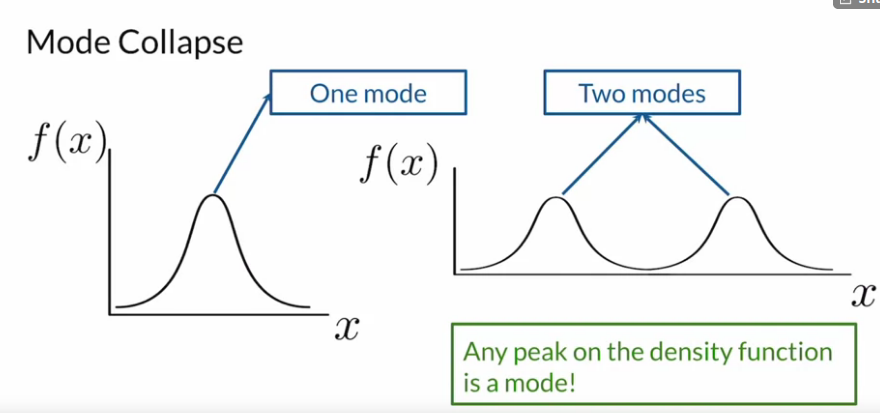 Mode Collapse
One mode
Two modes
f(x)
f(x)
x
x
Any peak on the density function
is a mode!